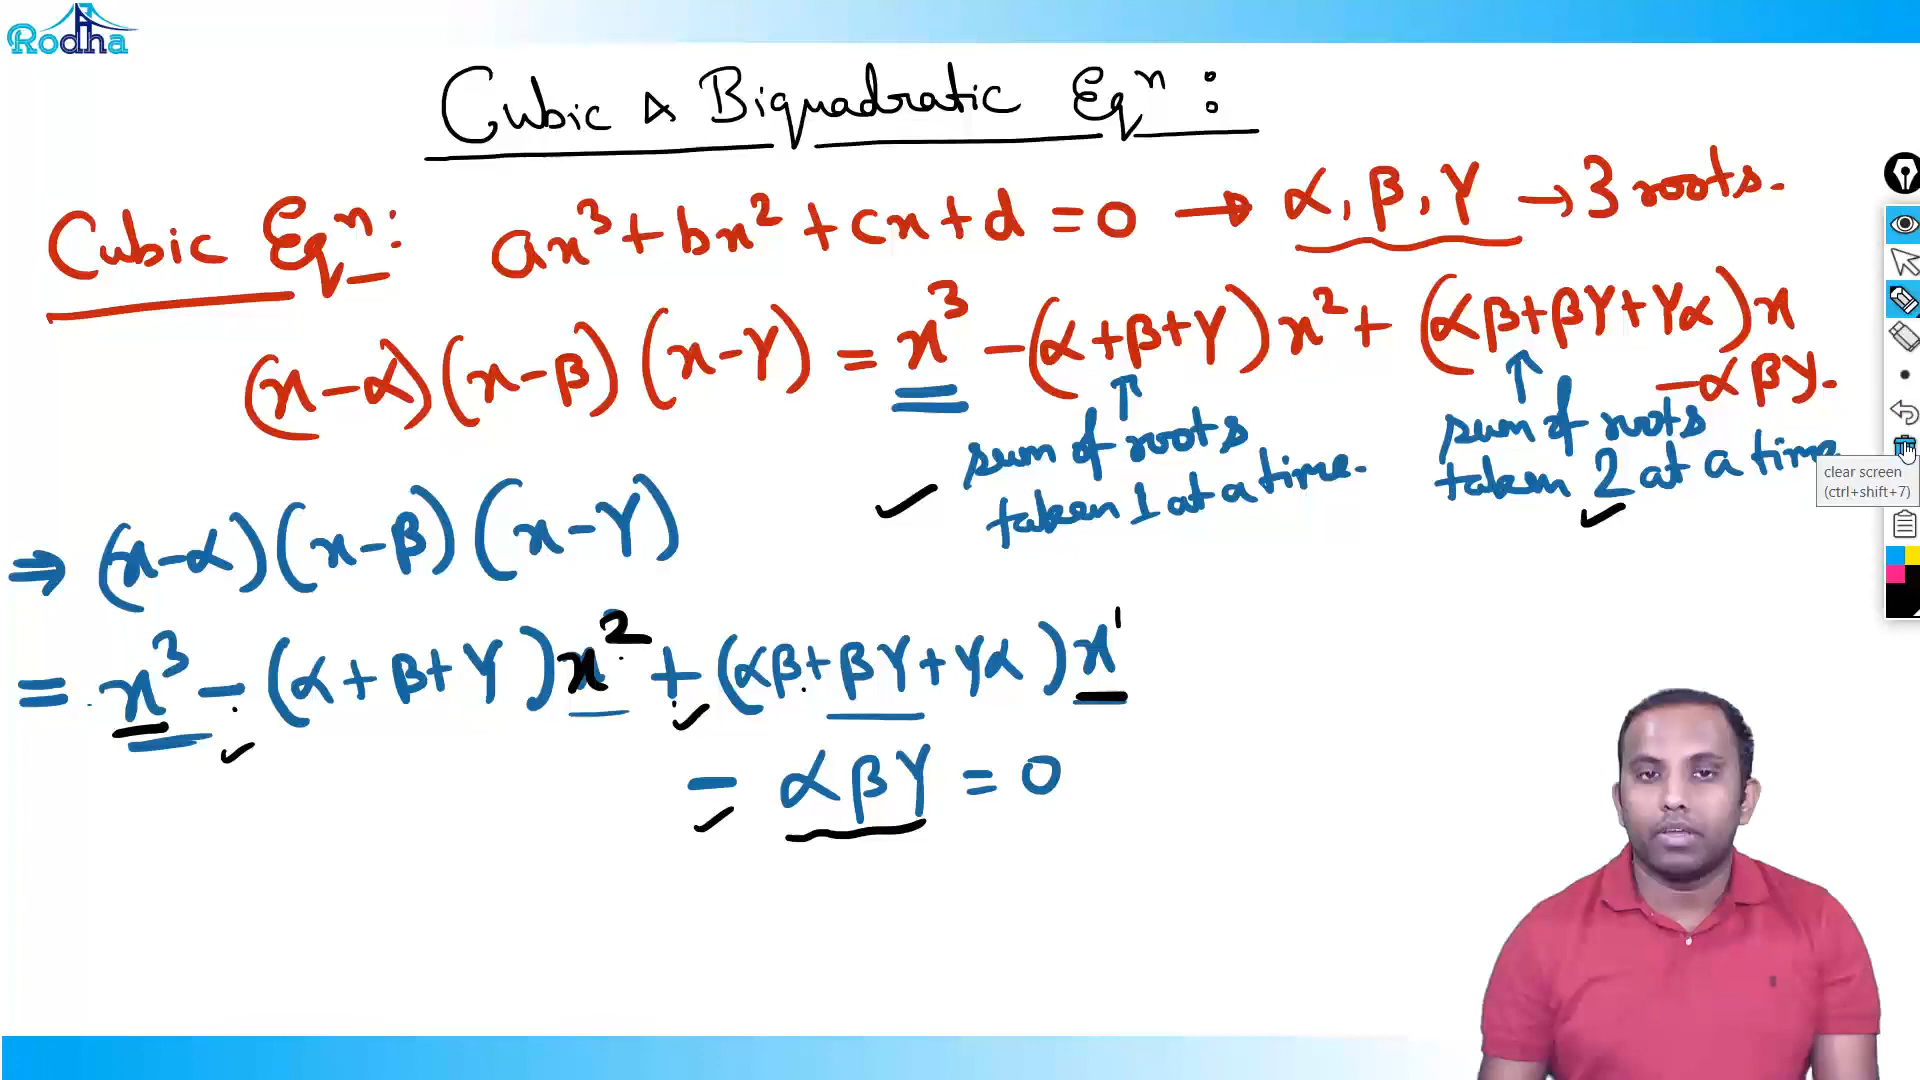 Rodha
Cubic & Biquadratic Eqⁿ :
Cubic Eqⁿ : ax³ + bx² + cx + d = 0 → α, β, γ → 3 roots.
(x-α)(x-β)(x-γ) = x³ - (α+β+γ)x² + (αβ+βγ+γα)x
- αβγ.
sum of roots
taken 1 at a time.
sum of roots
taken 2 at a time
clear screen
(ctrl+shift+7)
⇒ (x-α)(x-β)(x-γ)
= x³ - (α+β+γ)x² + (αβ+βγ+γα)x¹
- αβγ = 0